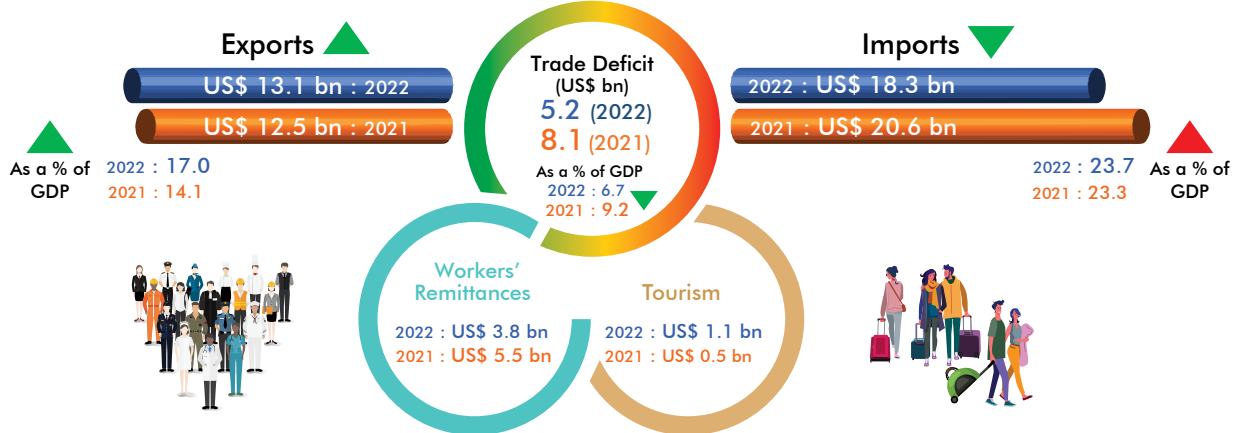 Exports
US$ 13.1 bn : 2022
US$ 12.5 bn : 2021
As a % of
GDP
2022 : 17.0
2021 : 14.1
Trade Deficit
(US$ bn)
5.2 (2022)
8.1 (2021)
As a % of GDP
2022 : 6.7
2021 : 9.2
Imports
2022 : US$ 18.3 bn
2021 : US$ 20.6 bn
2022 : 23.7
2021 : 23.3
As a % of
GDP
Workers’
Remittances
2022 : US$ 3.8 bn
2021 : US$ 5.5 bn
Tourism
2022 : US$ 1.1 bn
2021 : US$ 0.5 bn